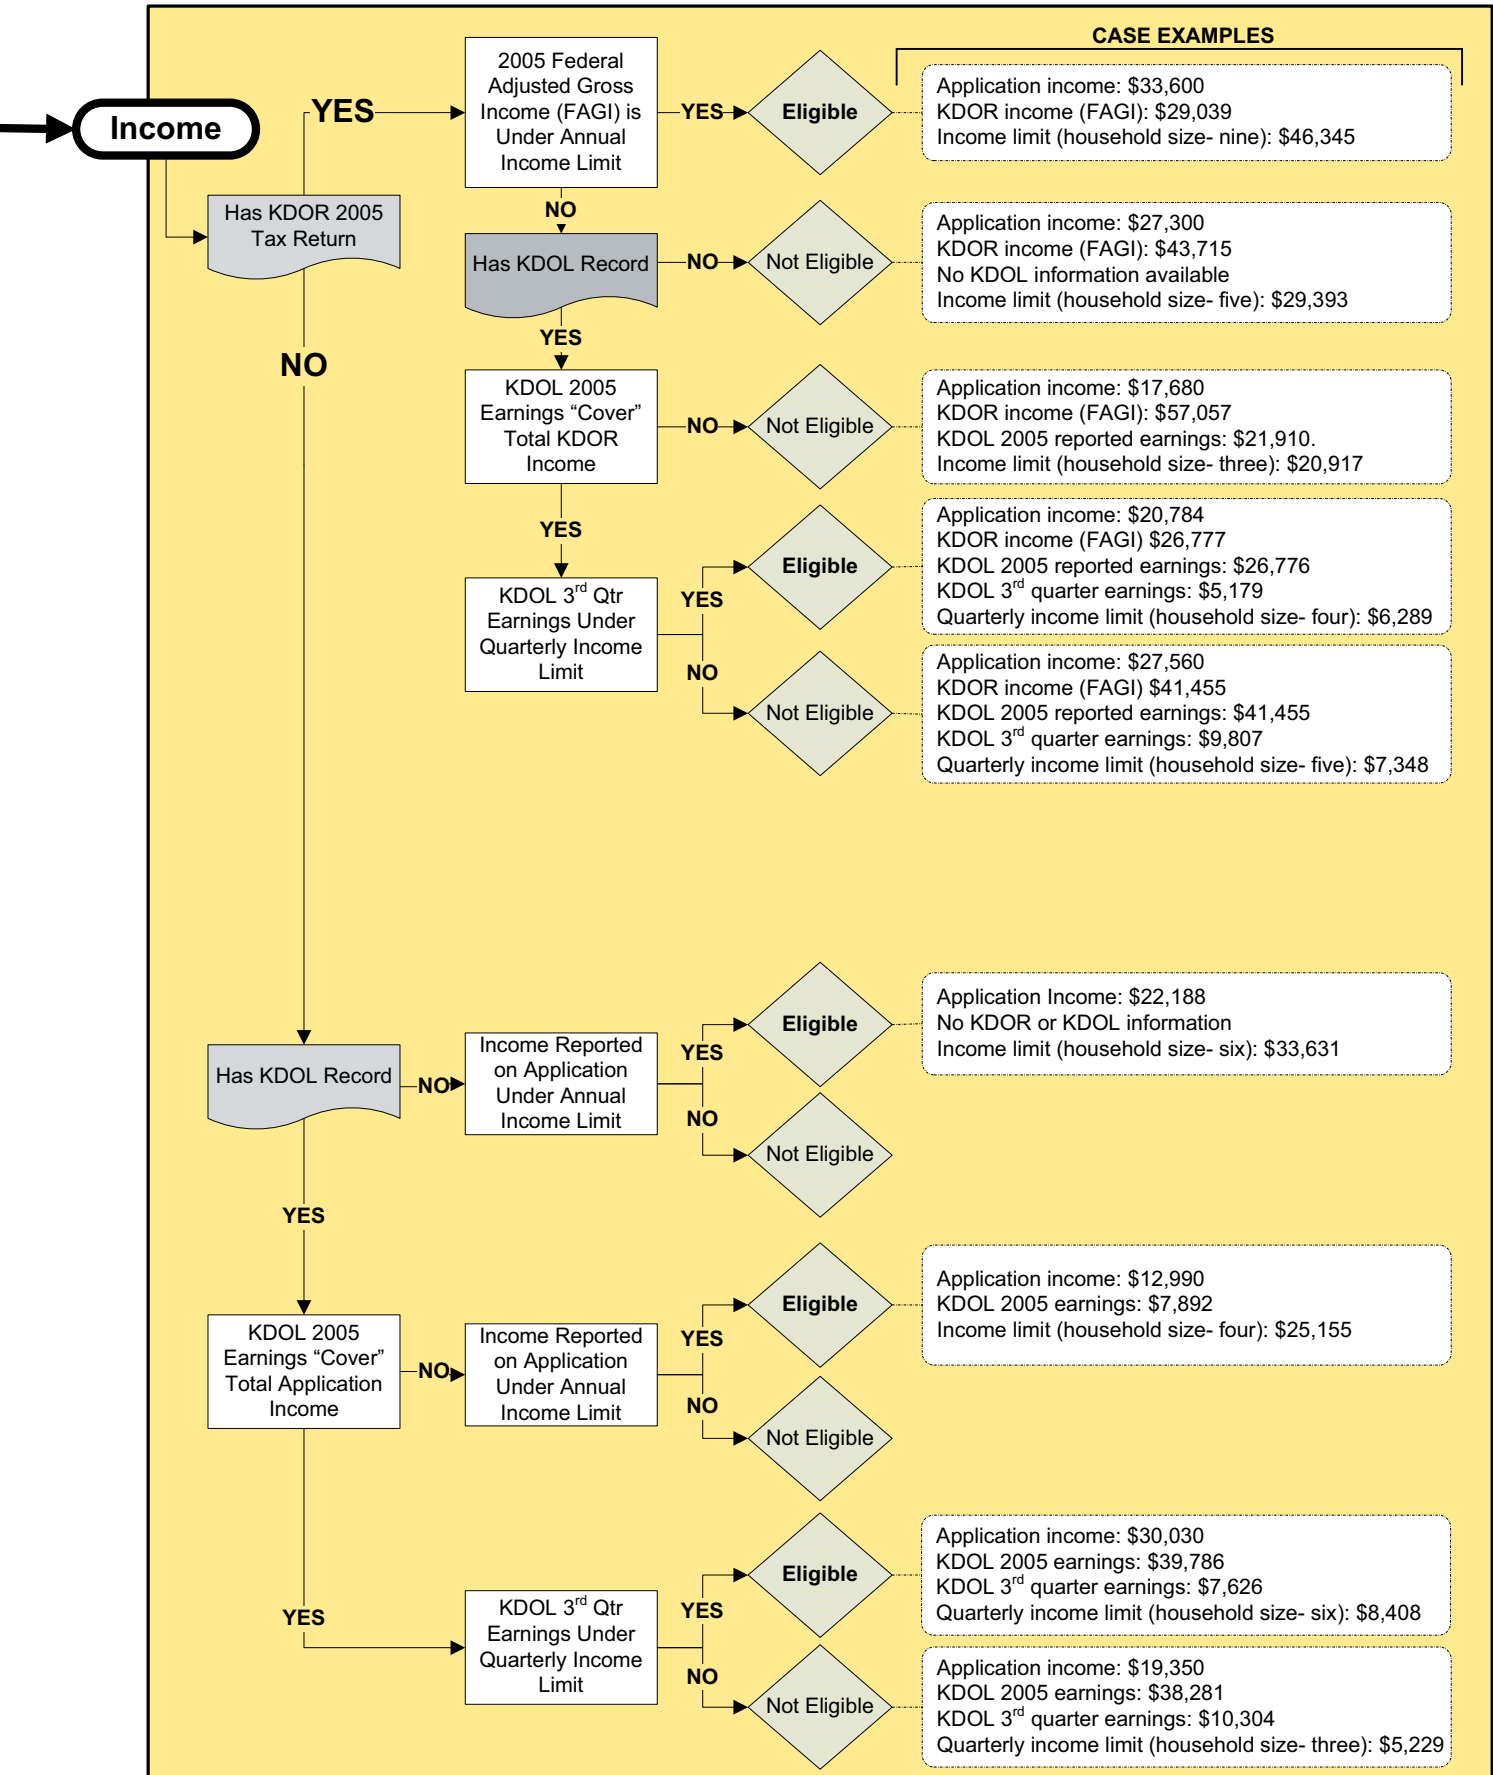 CASE EXAMPLES
Income
YES
2005 Federal
Adjusted Gross
Income (FAGI) is
Under Annual
Income Limit
YES
Eligible
Application income: $33,600
KDOR income (FAGI): $29,039
Income limit (household size- nine): $46,345
Has KDOR 2005
Tax Return
NO
Has KDOL Record
NO
Not Eligible
Application income: $27,300
KDOR income (FAGI): $43,715
No KDOL information available
Income limit (household size- five): $29,393
YES
NO
KDOL 2005
Earnings “Cover”
Total KDOR
Income
NO
Not Eligible
Application income: $17,680
KDOR income (FAGI): $57,057
KDOL 2005 reported earnings: $21,910.
Income limit (household size- three): $20,917
YES
KDOL 3rd Qtr
Earnings Under
Quarterly Income
Limit
YES
Eligible
Application income: $20,784
KDOR income (FAGI) $26,777
KDOL 2005 reported earnings: $26,776
KDOL 3rd quarter earnings: $5,179
Quarterly income limit (household size- four): $6,289
NO
Not Eligible
Application income: $27,560
KDOR income (FAGI) $41,455
KDOL 2005 reported earnings: $41,455
KDOL 3rd quarter earnings: $9,807
Quarterly income limit (household size- five): $7,348
Has KDOL Record
NO
Income Reported
on Application
Under Annual
Income Limit
YES
Eligible
Application Income: $22,188
No KDOR or KDOL information
Income limit (household size- six): $33,631
NO
Not Eligible
YES
KDOL 2005
Earnings “Cover”
Total Application
Income
NO
Income Reported
on Application
Under Annual
Income Limit
YES
Eligible
Application income: $12,990
KDOL 2005 earnings: $7,892
Income limit (household size- four): $25,155
NO
Not Eligible
YES
KDOL 3rd Qtr
Earnings Under
Quarterly Income
Limit
YES
Eligible
Application income: $30,030
KDOL 2005 earnings: $39,786
KDOL 3rd quarter earnings: $7,626
Quarterly income limit (household size- six): $8,408
NO
Not Eligible
Application income: $19,350
KDOL 2005 earnings: $38,281
KDOL 3rd quarter earnings: $10,304
Quarterly income limit (household size- three): $5,229